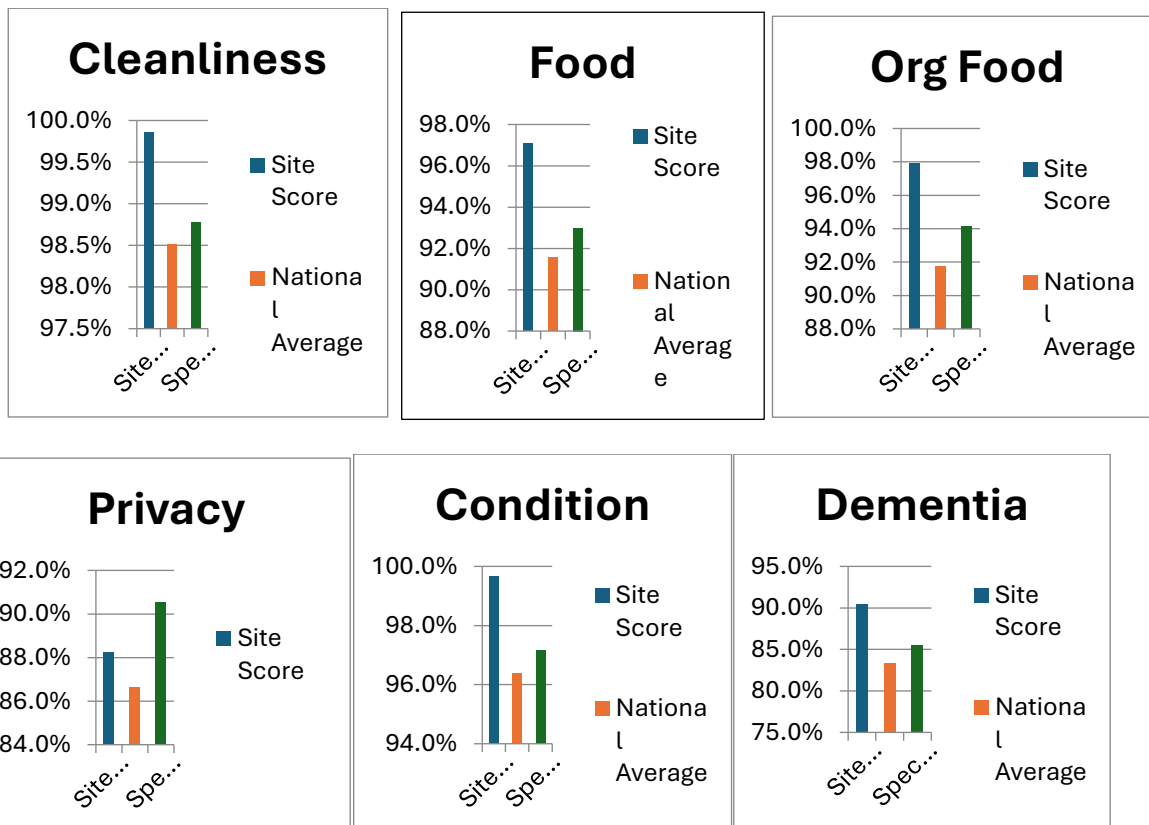 Cleanliness
100.0%
99.5%
99.0%
98.5%
98.0%
97.5%
Site...
Spe...
Site
Score
Nationa
l
Average
Food
98.0%
96.0%
94.0%
92.0%
90.0%
88.0%
Site...
Spe...
Site
Score
Nation
al
Averag
e
Org Food
100.0%
98.0%
96.0%
94.0%
92.0%
90.0%
88.0%
Site...
Spe...
Site
Score
Nationa
l
Average
Privacy
92.0%
90.0%
88.0%
86.0%
84.0%
Site...
Spe...
Site
Score
Condition
100.0%
98.0%
96.0%
94.0%
Site...
Spe...
Site
Score
Nationa
l
Average
Dementia
95.0%
90.0%
85.0%
80.0%
75.0%
Site...
Spec...
Site
Score
Nationa
l
Average